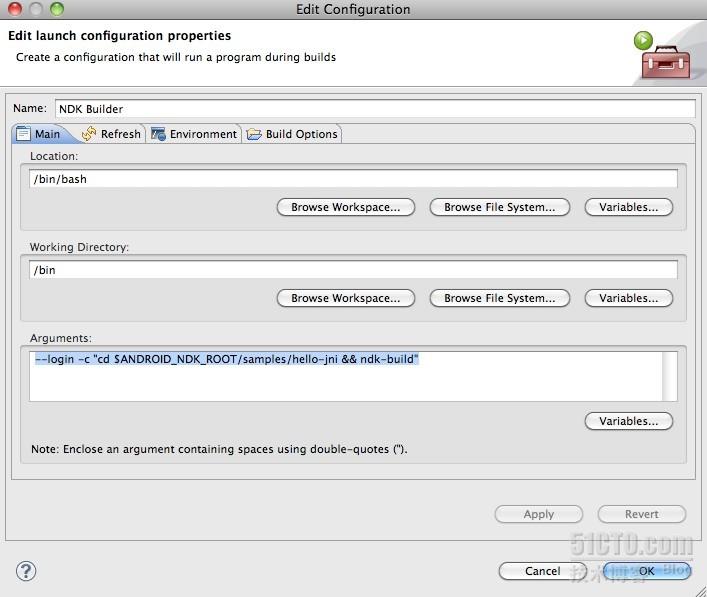 Edit Configuration
Edit launch configuration properties
Create a configuration that will run a program during builds
Name: NDK Builder
Main Refresh Environment Build Options
Location:
/bin/bash
Browse Workspace... Browse File System... Variables...
Working Directory:
/bin
Browse Workspace... Browse File System... Variables...
Arguments:
--login -c "cd $ANDROID_NDK_ROOT/samples/hello-jni && ndk-build"
Variables...
Note: Enclose an argument containing spaces using double-quotes (").
Apply Revert
51CTO.com
技术博客 Blog
? Cancel OK